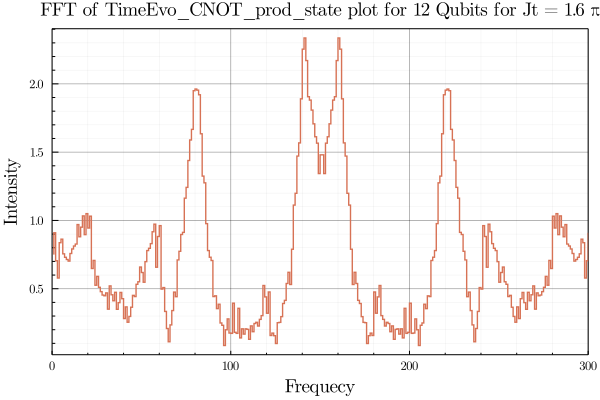 FFT of TimeEvo_CNOT_prod_state plot for 12 Qubits for Jt = 1.6 π
2.0
1.5
1.0
0.5
Intensity
0 100 200 300
Frequecy